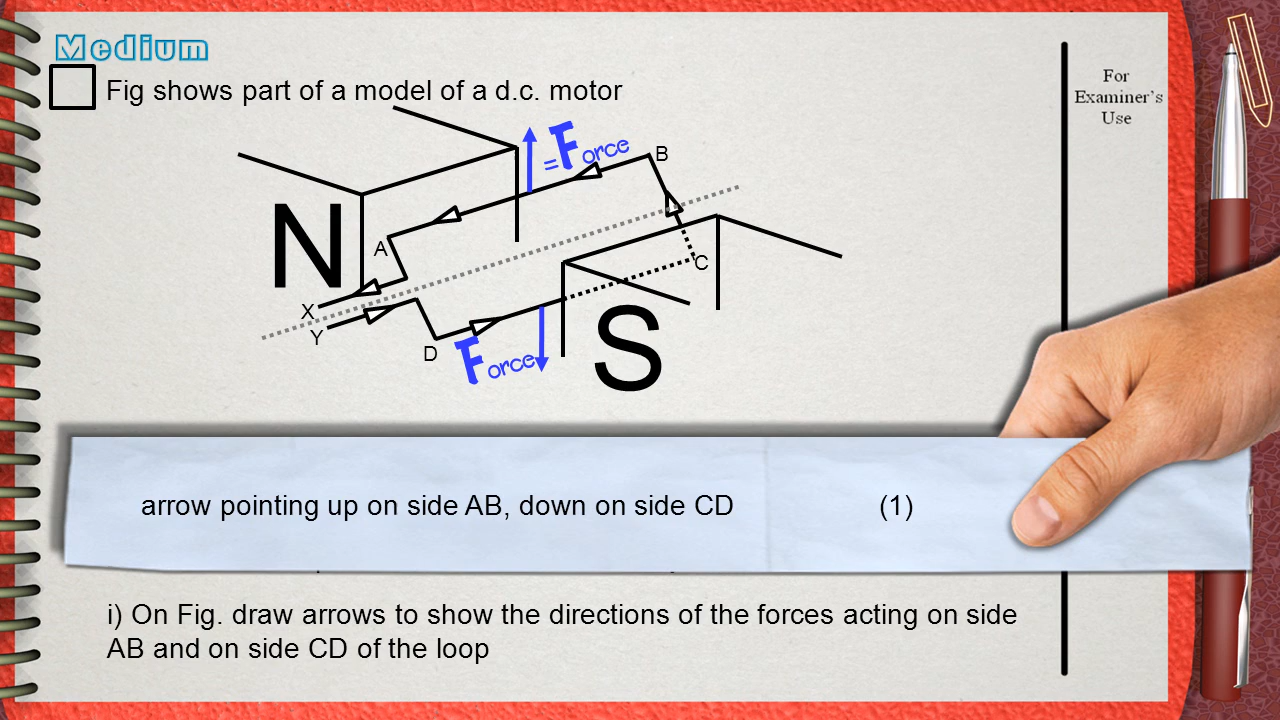 Medium
Fig shows part of a model of a d.c. motor
For
Examiner's
Use
=Force
B
N
A
C
X
Y
D
Force
S
arrow pointing up on side AB, down on side CD (1)
i) On Fig. draw arrows to show the directions of the forces acting on side
AB and on side CD of the loop